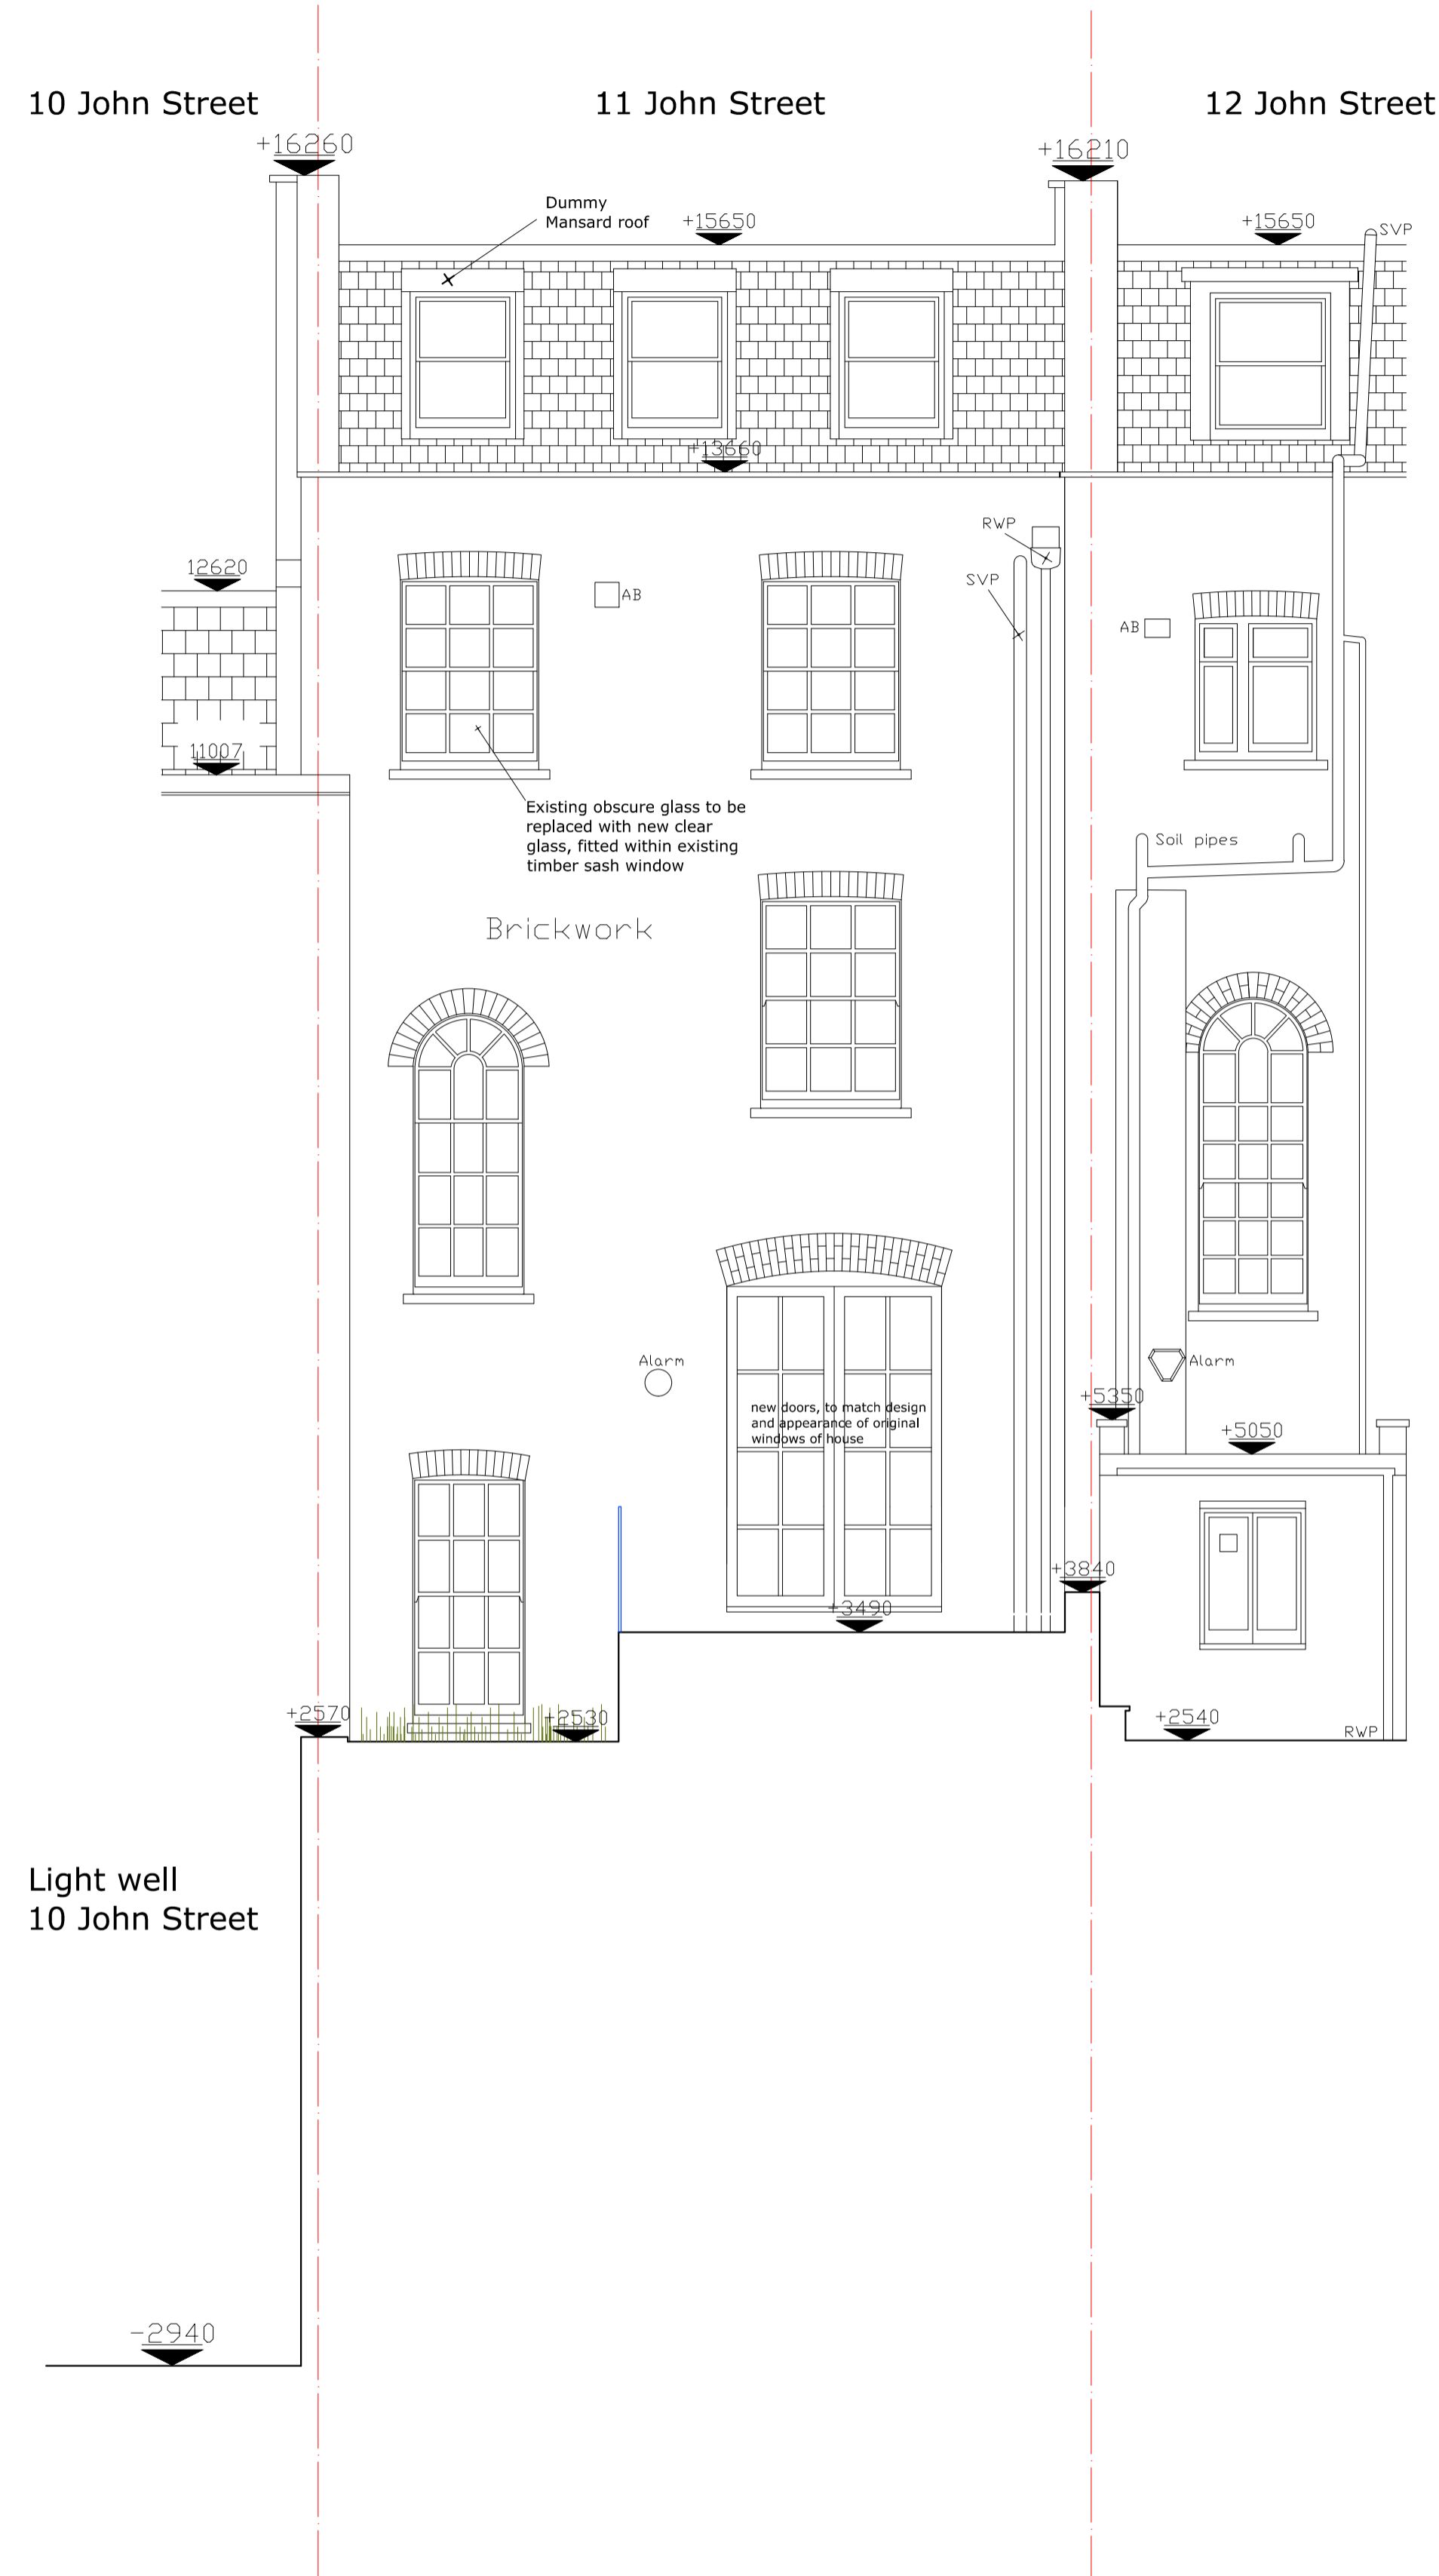 10 John Street
11 John Street
12 John Street
+16260
+16210
Dummy
Mansard roof
+15650
+15650
SVP
+13660
RWP
SVP
12620
AB
AB
11007
Existing obscure glass to be
replaced with new clear
glass, fitted within existing
timber sash window
Soil pipes
Brickwork
Alarm
Alarm
+5350
new doors, to match design
and appearance of original
windows of house
+5050
+3840
+3490
+2570
+2530
+2540
RWP
Light well
10 John Street
-2940